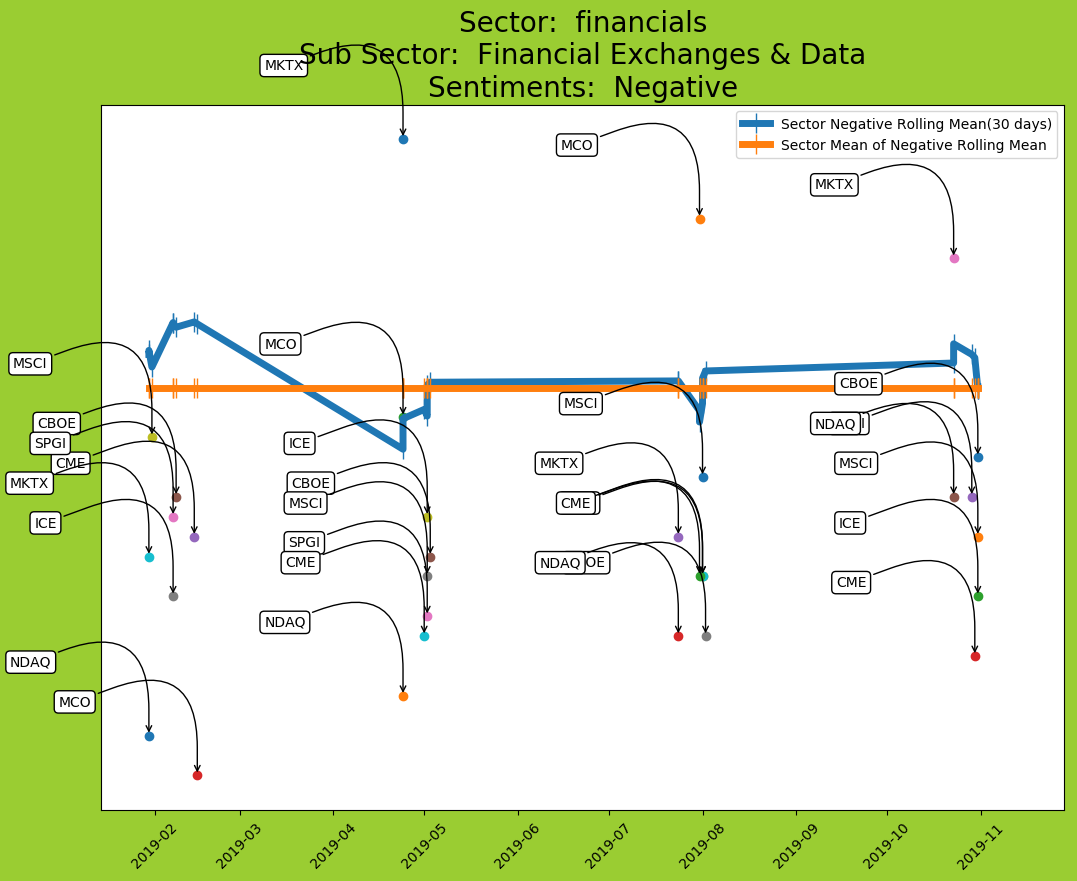 Sector:  financials
Sub Sector:  Financial Exchanges & Data
Sentiments:  Negative
Sector Negative Rolling Mean(30 days)
Sector Mean of Negative Rolling Mean
MKTX
MCO
MKTX
MCO
MSCI
CBOE
MSCI
CBOE
NDAQ
SPGI
ICE
CME
MKTX
MSCI
MKTX
CBOE
MSCI
CME
ICE
ICE
SPGI
CME
NDAQ
OE
CME
NDAQ
NDAQ
MCO
2019-02
2019-03
2019-04
2019-05
2019-06
2019-07
2019-08
2019-09
2019-10
2019-11